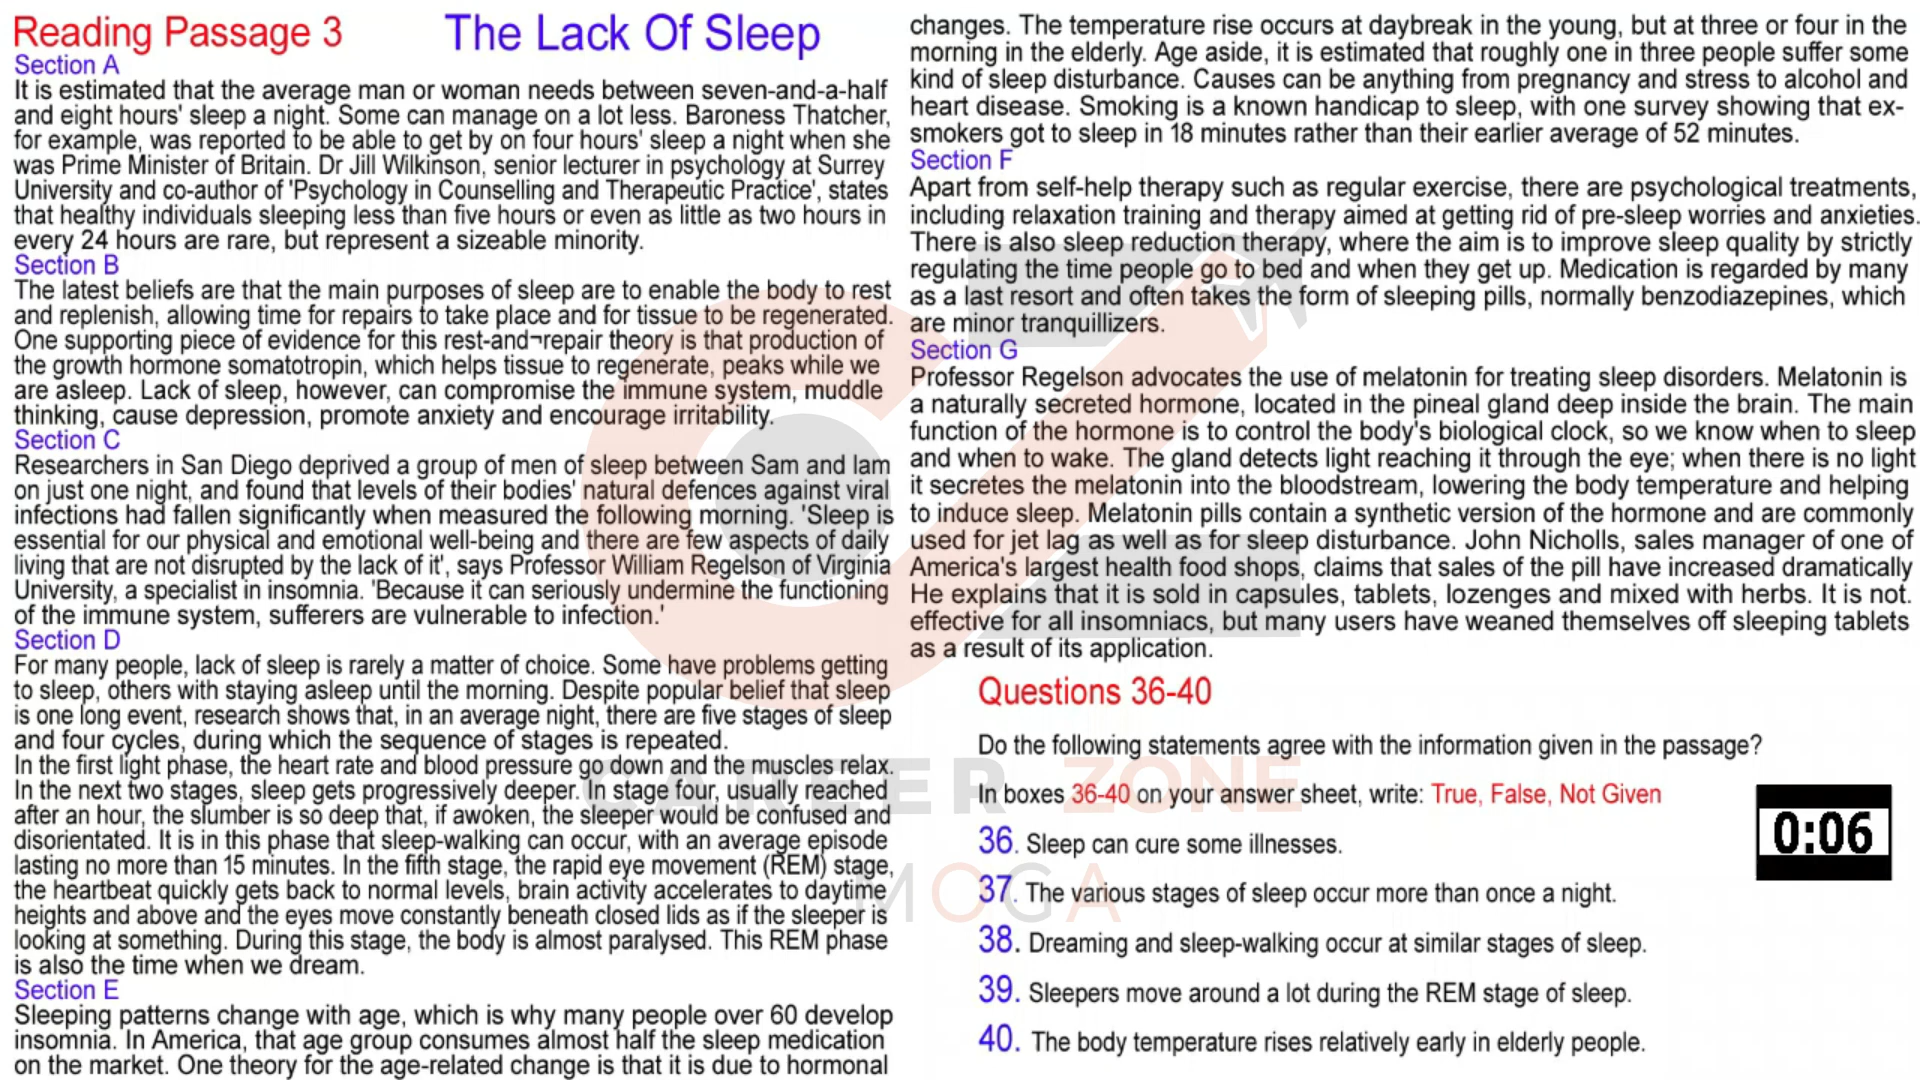 Reading Passage 3
The Lack Of Sleep
Section A
It is estimated that the average man or woman needs between seven-and-a-half
and eight hours' sleep a night. Some can manage on a lot less. Baroness Thatcher,
for example, was reported to be able to get by on four hours' sleep a night when she
was Prime Minister of Britain. Dr Jill Wilkinson, senior lecturer in psychology at Surrey
University and co-author of 'Psychology in Counselling and Therapeutic Practice', states
that healthy individuals sleeping less than five hours or even as little as two hours in
every 24 hours are rare, but represent a sizeable minority.
Section B
The latest beliefs are that the main purposes of sleep are to enable the body to rest
and replenish, allowing time for repairs to take place and for tissue to be regenerated.
One supporting piece of evidence for this rest-and¬repair theory is that production of
the growth hormone somatotropin, which helps tissue to regenerate, peaks while we
are asleep. Lack of sleep, however, can compromise the immune system, muddle
thinking, cause depression, promote anxiety and encourage irritability.
Section C
Researchers in San Diego deprived a group of men of sleep between Sam and lam
on just one night, and found that levels of their bodies' natural defences against viral
infections had fallen significantly when measured the following morning. 'Sleep is
essential for our physical and emotional well-being and there are few aspects of daily
living that are not disrupted by the lack of it', says Professor William Regelson of Virginia
University, a specialist in insomnia. 'Because it can seriously undermine the functioning
of the immune system, sufferers are vulnerable to infection.'
Section D
For many people, lack of sleep is rarely a matter of choice. Some have problems getting
to sleep, others with staying asleep until the morning. Despite popular belief that sleep
is one long event, research shows that, in an average night, there are five stages of sleep
and four cycles, during which the sequence of stages is repeated.
In the first light phase, the heart rate and blood pressure go down and the muscles relax.
In the next two stages, sleep gets progressively deeper. In stage four, usually reached
after an hour, the slumber is so deep that, if awoken, the sleeper would be confused and
disorientated. It is in this phase that sleep-walking can occur, with an average episode
lasting no more than 15 minutes. In the fifth stage, the rapid eye movement (REM) stage,
the heartbeat quickly gets back to normal levels, brain activity accelerates to daytime
heights and above and the eyes move constantly beneath closed lids as if the sleeper is
looking at something. During this stage, the body is almost paralysed. This REM phase
is also the time when we dream.
Section E
Sleeping patterns change with age, which is why many people over 60 develop
insomnia. In America, that age group consumes almost half the sleep medication
on the market. One theory for the age-related change is that it is due to hormonal
changes. The temperature rise occurs at daybreak in the young, but at three or four in the
morning in the elderly. Age aside, it is estimated that roughly one in three people suffer some
kind of sleep disturbance. Causes can be anything from pregnancy and stress to alcohol and
heart disease. Smoking is a known handicap to sleep, with one survey showing that ex-
smokers got to sleep in 18 minutes rather than their earlier average of 52 minutes.
Section F
Apart from self-help therapy such as regular exercise, there are psychological treatments,
including relaxation training and therapy aimed at getting rid of pre-sleep worries and anxieties.
There is also sleep reduction therapy, where the aim is to improve sleep quality by strictly
regulating the time people go to bed and when they get up. Medication is regarded by many
as a last resort and often takes the form of sleeping pills, normally benzodiazepines, which
are minor tranquillizers.
Section G
Professor Regelson advocates the use of melatonin for treating sleep disorders. Melatonin is
a naturally secreted hormone, located in the pineal gland deep inside the brain. The main
function of the hormone is to control the body's biological clock, so we know when to sleep
and when to wake. The gland detects light reaching it through the eye; when there is no light
it secretes the melatonin into the bloodstream, lowering the body temperature and helping
to induce sleep. Melatonin pills contain a synthetic version of the hormone and are commonly
used for jet lag as well as for sleep disturbance. John Nicholls, sales manager of one of
America's largest health food shops, claims that sales of the pill have increased dramatically
He explains that it is sold in capsules, tablets, lozenges and mixed with herbs. It is not.
effective for all insomniacs, but many users have weaned themselves off sleeping tablets
as a result of its application.
Questions 36-40
Do the following statements agree with the information given in the passage?
In boxes 36-40 on your answer sheet, write: True, False, Not Given
36. Sleep can cure some illnesses.
37. The various stages of sleep occur more than once a night.
38. Dreaming and sleep-walking occur at similar stages of sleep.
39. Sleepers move around a lot during the REM stage of sleep.
40. The body temperature rises relatively early in elderly people.
0:06
CAREER ZONE
MOGA